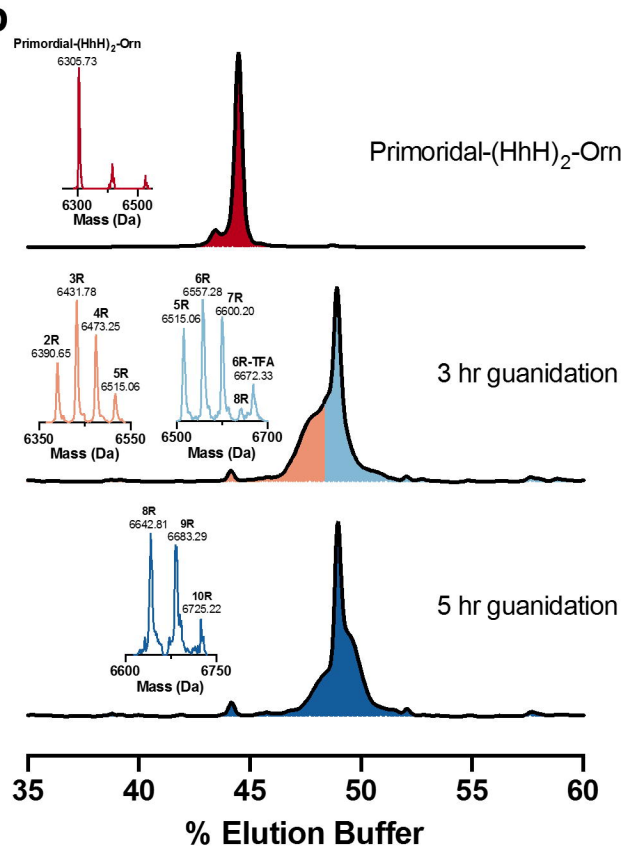 b
Primordial-(HhH)2-Orn
6305.73
6300 6500
Mass (Da)
Primoridal-(HhH)2-Orn
3R
6431.78
4R
6473.25
2R
6390.65
5R
6515.06
6350 6550
Mass (Da)
6R
6557.28
7R
6600.20
5R
6515.06
6R-TFA
6672.33
8R
6500 6700
Mass (Da)
3 hr guanidation
8R
6642.81
9R
6683.29
10R
6725.22
6600 6750
Mass (Da)
5 hr guanidation
35 40 45 50 55 60
% Elution Buffer